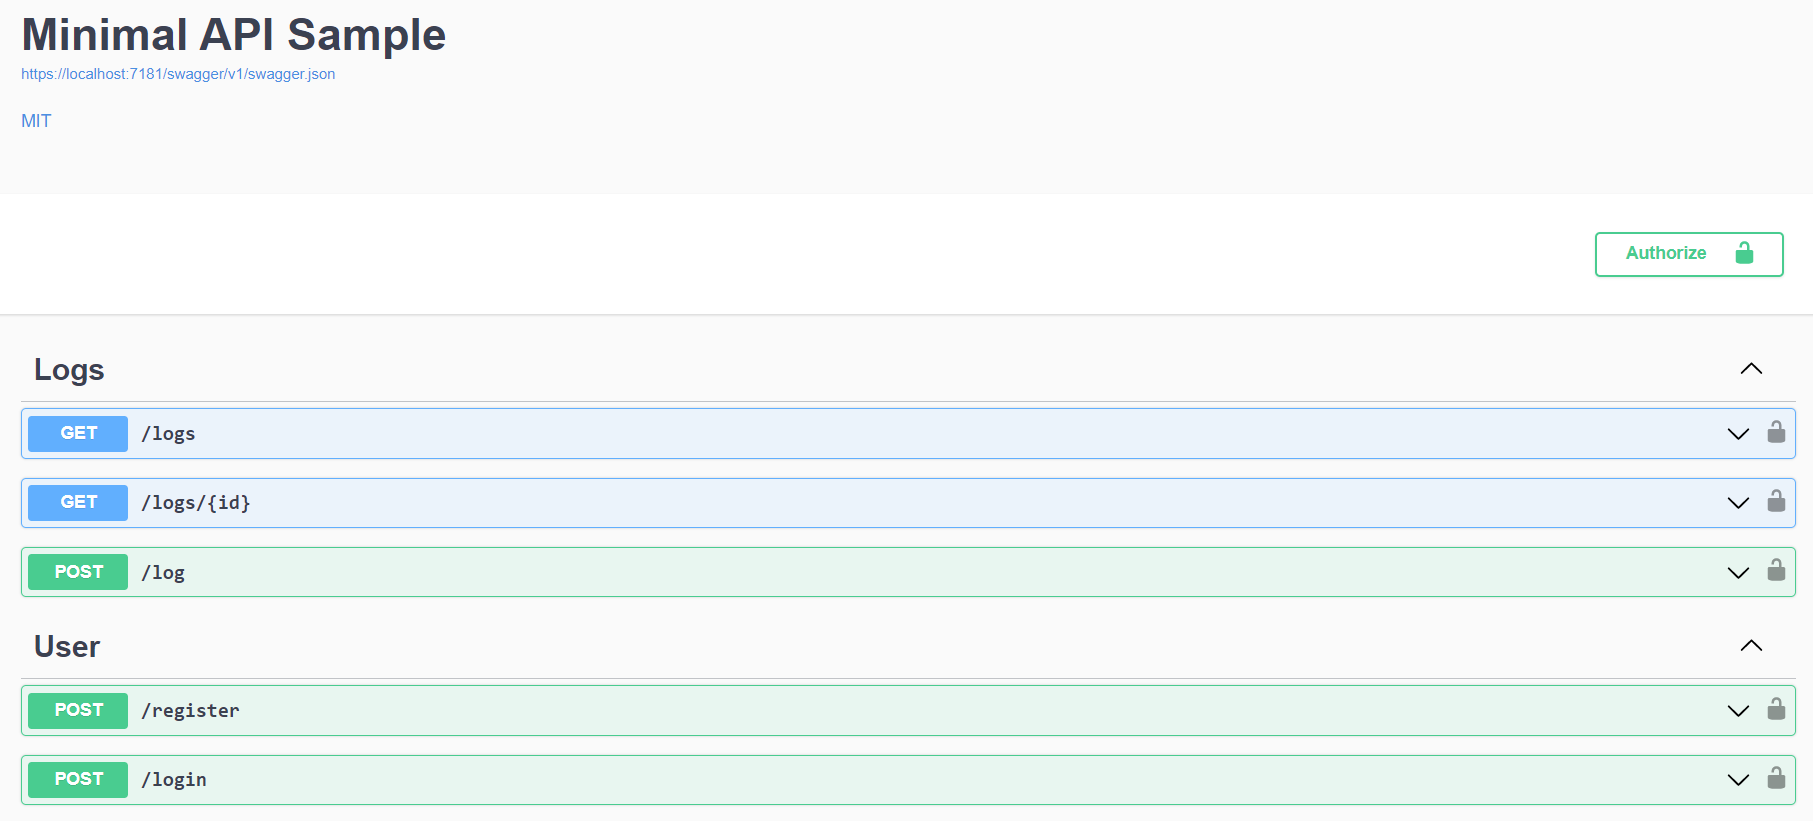 Minimal API Sample
https://localhost:7181/swagger/v1/swagger.json
MIT
Authorize
Logs
GET /logs
GET /logs/{id}
POST /log
User
POST /register
POST /login